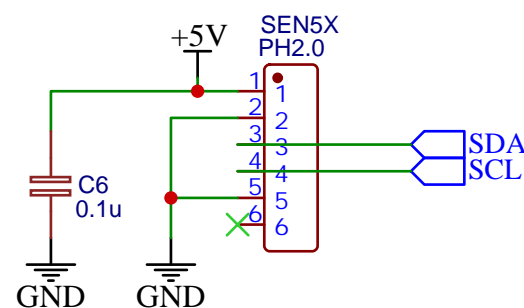 SEN5X
+5V
PH2.0
1 1
2 2
3 3
SDA
4 4
SCL
C6
0.1u
5 5
6 6
GND
GND